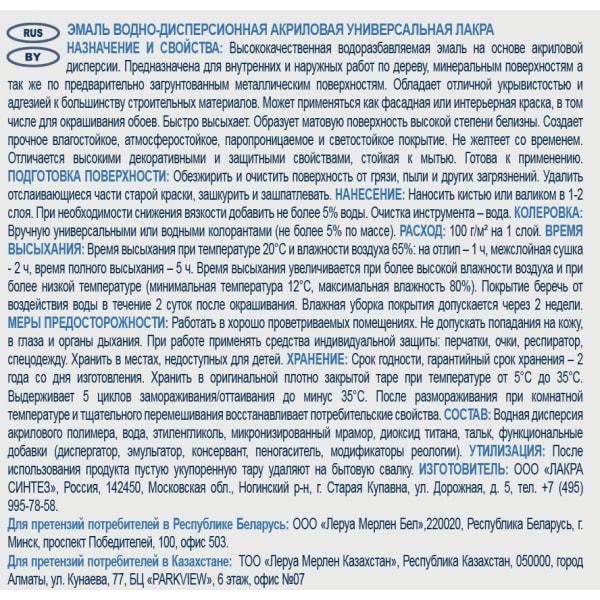 RUS
BY
ЭМАЛЬ ВОДНО-ДИСПЕРСИОННАЯ АКРИЛОВАЯ УНИВЕРСАЛЬНАЯ ЛАКРА
НАЗНАЧЕНИЕ И СВОЙСТВА: Высококачественная водоразбавляемая эмаль на основе акриловой
дисперсии. Предназначена для внутренних и наружных работ по дереву, минеральным поверхностям а
так же по предварительно загрунтованным металлическим поверхностям. Обладает отличной укрывистостью и
адгезией к большинству строительных материалов. Может применяться как фасадная или интерьерная краска, в том
числе для окрашивания обоев. Быстро высыхает. Образует матовую поверхность высокой степени белизны. Создает
прочное влагостойкое, атмосферостойкое, паропроницаемое и светостойкое покрытие. Не желтеет со временем.
Отличается высокими декоративными и защитными свойствами, стойкая к мытью. Готова к применению.
ПОДГОТОВКА ПОВЕРХНОСТИ: Обезжирить и очистить поверхность от грязи, пыли и других загрязнений. Удалить
отслаивающиеся части старой краски, зашкурить и зашпатлевать. НАНЕСЕНИЕ: Наносить кистью или валиком в 1-2
слоя. При необходимости снижения вязкости добавить не более 5% воды. Очистка инструмента – вода. КОЛЕРОВКА:
Вручную универсальными или водными колорантами (не более 5% по массе). РАСХОД: 100 г/м² на 1 слой. ВРЕМЯ
ВЫСЫХАНИЯ: Время высыхания при температуре 20°С и влажности воздуха 65%: на отлип – 1 ч, межслойная сушка
- 2 ч, время полного высыхания – 5 ч. Время высыхания увеличивается при более высокой влажности воздуха и при
более низкой температуре (минимальная температура 12°С, максимальная влажность 80%). Покрытие беречь от
воздействия воды в течение 2 суток после окрашивания. Влажная уборка покрытия допускается через 2 недели.
МЕРЫ ПРЕДОСТОРОЖНОСТИ: Работать в хорошо проветриваемых помещениях. Не допускать попадания на кожу,
в глаза и органы дыхания. При работе применять средства индивидуальной защиты: перчатки, очки, респиратор,
спецодежду. Хранить в местах, недоступных для детей. ХРАНЕНИЕ: Срок годности, гарантийный срок хранения – 2
года со дня изготовления. Хранить в оригинальной плотно закрытой таре при температуре от 5°С до 35°С.
Выдерживает 5 циклов замораживания/оттаивания до минус 35°С. После размораживания при комнатной
температуре и тщательного перемешивания восстанавливает потребительские свойства. СОСТАВ: Водная дисперсия
акрилового полимера, вода, этиленгликоль, микронизированный мрамор, диоксид титана, тальк, функциональные
добавки (диспергатор, эмульгатор, консервант, пеногаситель, модификаторы реологии). УТИЛИЗАЦИЯ: После
использования продукта пустую укупоренную тару удаляют на бытовую свалку. ИЗГОТОВИТЕЛЬ: ООО «ЛАКРА
СИНТЕЗ», Россия, 142450, Московская обл., Ногинский р-н, г. Старая Купавна, ул. Дорожная, д. 5, тел. +7 (495)
995-78-58.
Для претензий потребителей в Республике Беларусь: ООО «Леруа Мерлен Бел»,220020, Республика Беларусь, г.
Минск, проспект Победителей, 100, офис 503.
Для претензий потребителей в Казахстане: ТОО «Леруа Мерлен Казахстан», Республика Казахстан, 050000, город
Алматы, ул. Кунаева, 77, БЦ «PARKVIEW», 6 этаж, офис №07